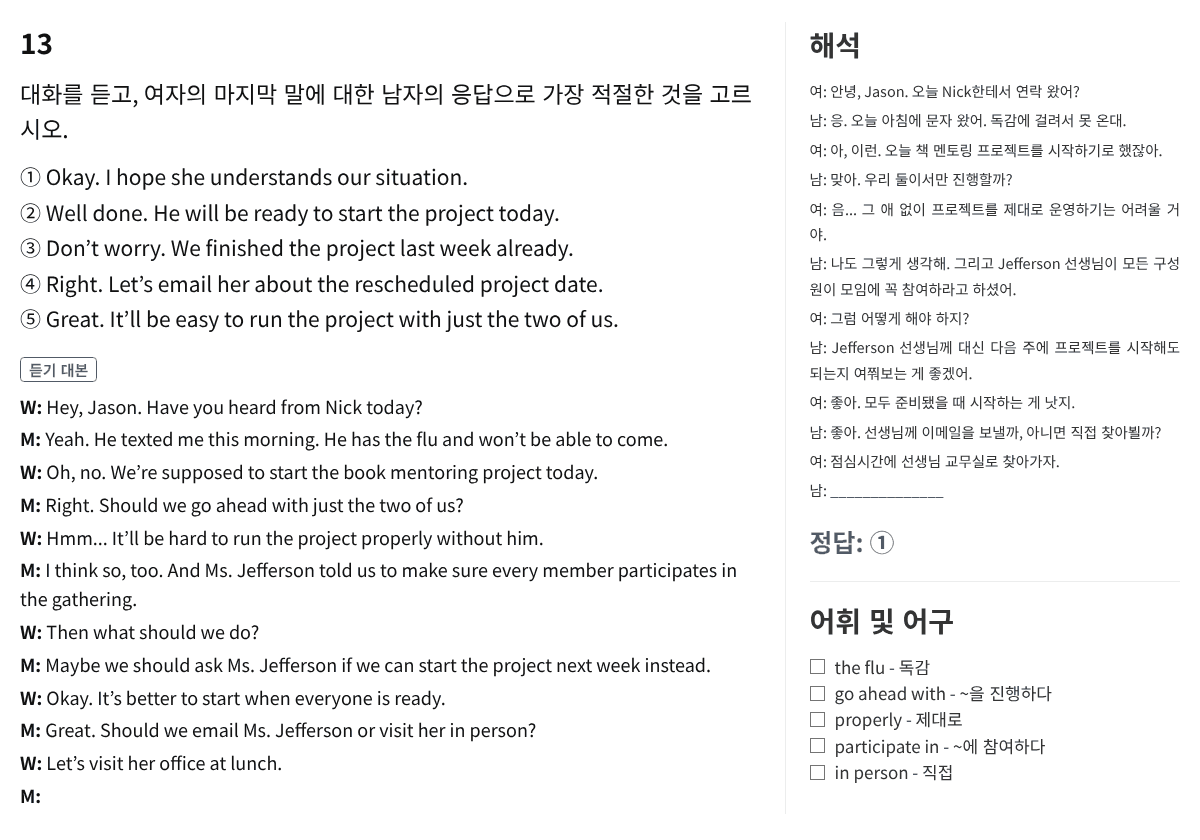 13
대화를 듣고, 여자의 마지막 말에 대한 남자의 응답으로 가장 적절한 것을 고르
시오.
① Okay. I hope she understands our situation.
② Well done. He will be ready to start the project today.
③ Don’t worry. We finished the project last week already.
④ Right. Let’s email her about the rescheduled project date.
⑤ Great. It’ll be easy to run the project with just the two of us.
듣기 대본
W: Hey, Jason. Have you heard from Nick today?
M: Yeah. He texted me this morning. He has the flu and won’t be able to come.
W: Oh, no. We’re supposed to start the book mentoring project today.
M: Right. Should we go ahead with just the two of us?
W: Hmm... It’ll be hard to run the project properly without him.
M: I think so, too. And Ms. Jefferson told us to make sure every member participates in
the gathering.
W: Then what should we do?
M: Maybe we should ask Ms. Jefferson if we can start the project next week instead.
W: Okay. It’s better to start when everyone is ready.
M: Great. Should we email Ms. Jefferson or visit her in person?
W: Let’s visit her office at lunch.
M:
해석
여: 안녕, Jason. 오늘 Nick한테서 연락 왔어?
남: 응. 오늘 아침에 문자 왔어. 독감에 걸려서 못 온대.
여: 아, 이런. 오늘 책 멘토링 프로젝트를 시작하기로 했잖아.
남: 맞아. 우리 둘이서만 진행할까?
여: 음... 그 애 없이 프로젝트를 제대로 운영하기는 어려울 거
야.
남: 나도 그렇게 생각해. 그리고 Jefferson 선생님이 모든 구성
원이 모임에 꼭 참여하라고 하셨어.
여: 그럼 어떻게 해야 하지?
남: Jefferson 선생님께 대신 다음 주에 프로젝트를 시작해도
되는지 여쭤보는 게 좋겠어.
여: 좋아. 모두 준비됐을 때 시작하는 게 낫지.
남: 좋아. 선생님께 이메일을 보낼까, 아니면 직접 찾아뵐까?
여: 점심시간에 선생님 교무실로 찾아가자.
남: ______________
정답: ①
어휘 및 어구
☐ the flu - 독감
☐ go ahead with - ~을 진행하다
☐ properly - 제대로
☐ participate in - ~에 참여하다
☐ in person - 직접